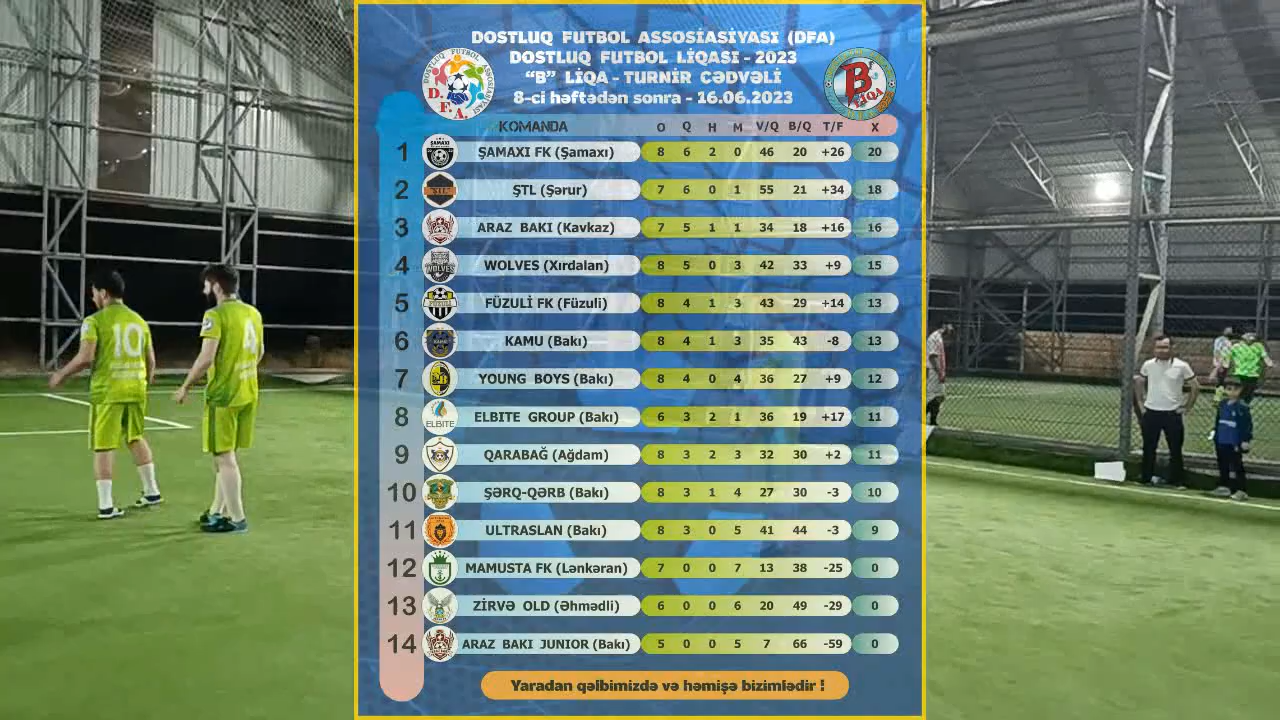 DOSTLUQ FUTBOL ASSOSİASİYASI (DFA)
DOSTLUQ FUTBOL LİQASI - 2023
"B" LİQA - TURNİR CƏDVƏLİ
8-ci həftədən sonra - 16.06.2023
DOSTLUQ FUTBOL ASSOSİASİYASI
D.F.A.
B LİQA
KOMANDA O Q H M V/Q B/Q T/F X
1 ŞAMAXI FK (Şamaxı) 8 6 2 0 46 20 +26 20
2 ŞTL (Şərur) 7 6 0 1 55 21 +34 18
3 ARAZ BAKI (Kavkaz) 7 5 1 1 34 18 +16 16
4 WOLVES (Xırdalan) 8 5 0 3 42 33 +9 15
5 FÜZULİ FK (Füzuli) 8 4 1 3 43 29 +14 13
6 KAMU (Bakı) 8 4 1 3 35 43 -8 13
7 YOUNG BOYS (Bakı) 8 4 0 4 36 27 +9 12
8 ELBITE ELBITE GROUP (Bakı) 6 3 2 1 36 19 +17 11
9 QARABAĞ (Ağdam) 8 3 2 3 32 30 +2 11
10 ŞƏRQ-QƏRB (Bakı) 8 3 1 4 27 30 -3 10
11 ULTRASLAN (Bakı) 8 3 0 5 41 44 -3 9
12 MAMUSTA FK (Lənkəran) 7 0 0 7 13 38 -25 0
13 ZİRVƏ OLD (Əhmədli) 6 0 0 6 20 49 -29 0
14 ARAZ BAKI JUNIOR (Bakı) 5 0 0 5 7 66 -59 0
Yaradan qəlbimizdə və həmişə bizimlədir !
10
4